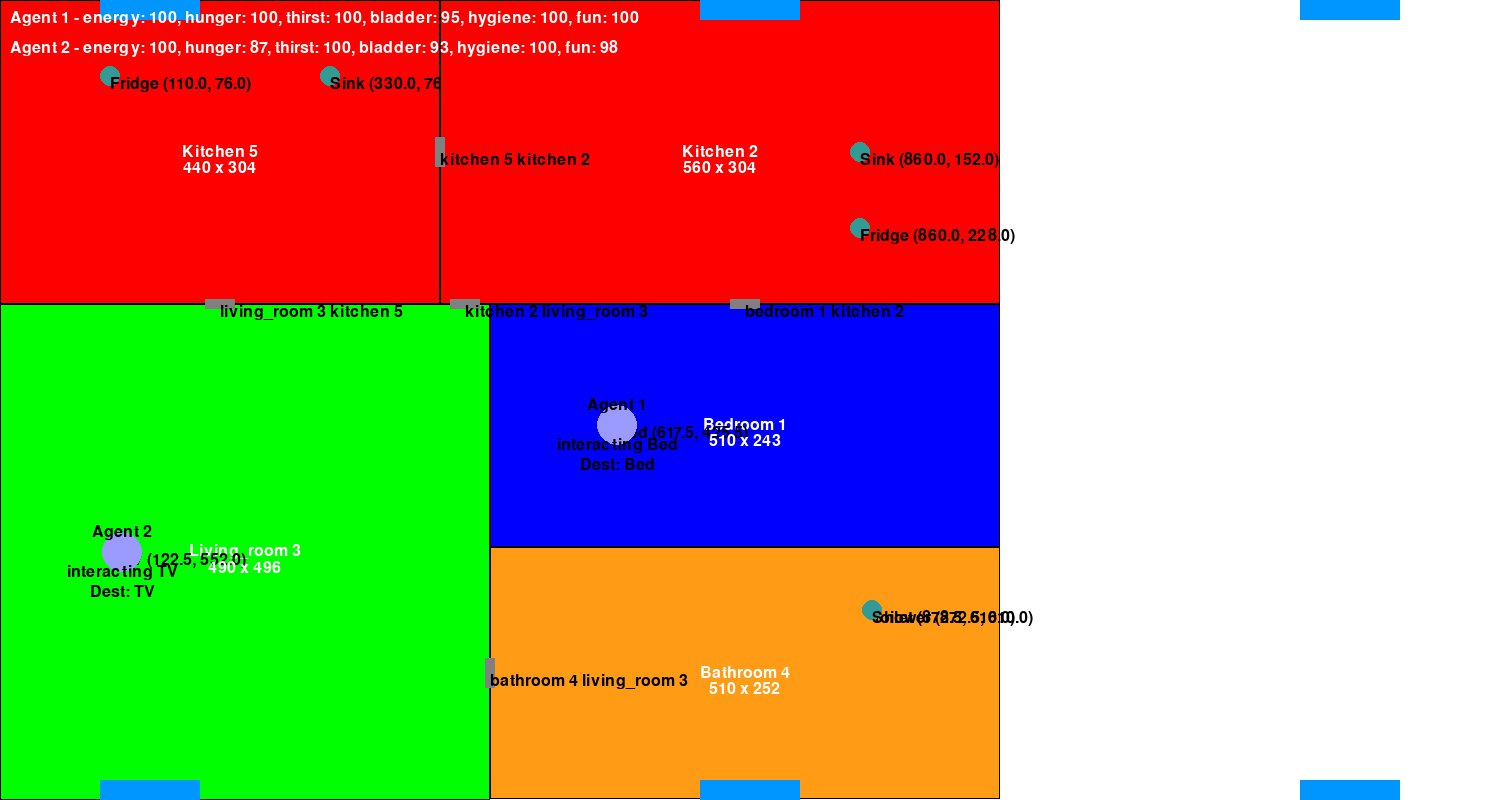 Agent 1 - energy: 100, hunger: 100, thirst: 100, bladder: 95, hygiene: 100, fun: 100
Agent 2 - energy: 100, hunger: 87, thirst: 100, bladder: 93, hygiene: 100, fun: 98
Fridge (110.0, 76.0)
Sink (330.0, 76
Kitchen 5
440 x 304
Kitchen 2
560 x 304
kitchen 5 kitchen 2
Sink (860.0, 152.0)
Fridge (860.0, 228.0)
living_room 3 kitchen 5
kitchen 2 living_room 3
bedroom 1 kitchen 2
Agent 1
Bedroom 1
510 x 243
interacting Bed
Dest: Bed
Agent 2
Living_room 3
490 x 496
(122.5, 552.0)
interacting TV
Dest: TV
Bathroom 4
510 x 252
bathroom 4 living_room 3